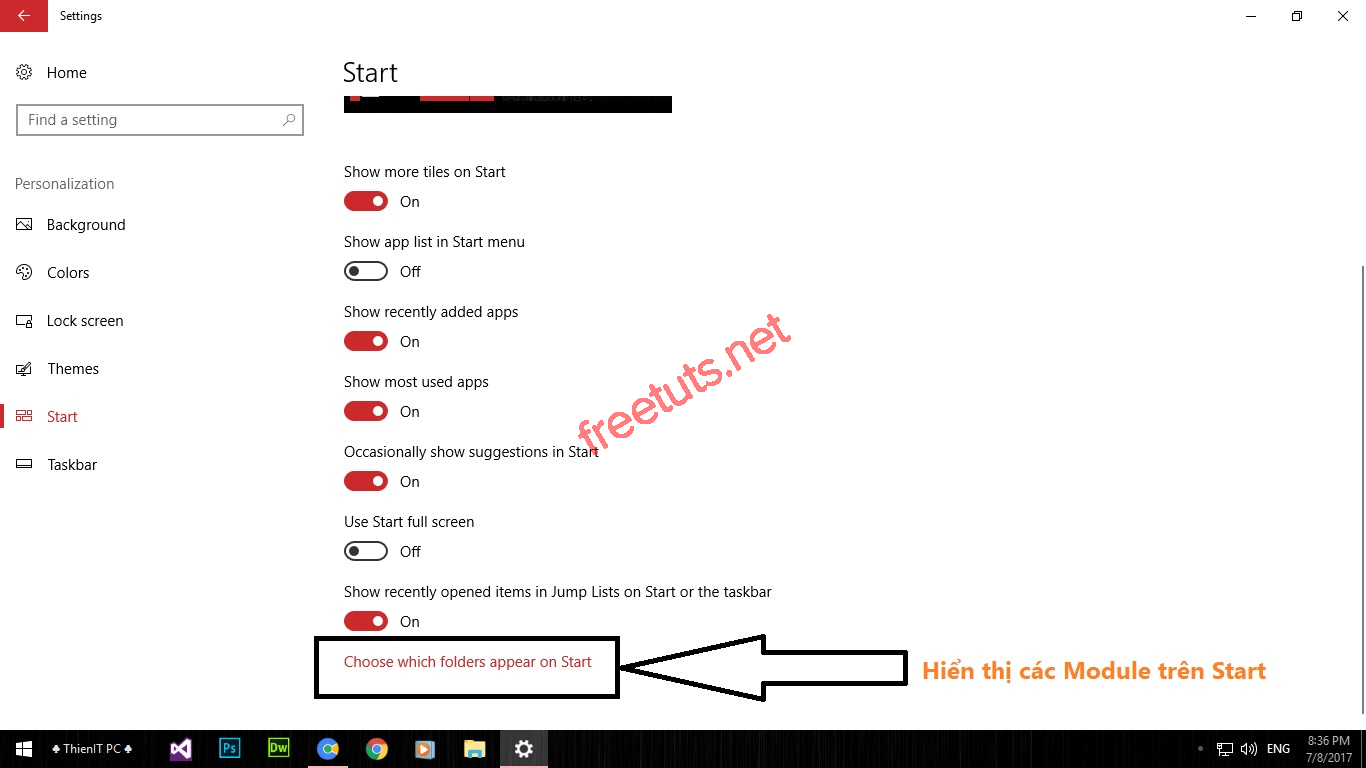 Settings
Home
Start
Find a setting
Personalization
Background
Colors
Lock screen
Themes
Start
Taskbar
Show more tiles on Start
On
Show app list in Start menu
Off
Show recently added apps
On
Show most used apps
On
Occasionally show suggestions in Start
On
Use Start full screen
Off
Show recently opened items in Jump Lists on Start or the taskbar
On
Choose which folders appear on Start
Hiển thị các Module trên Start
freetuts.net
♣ ThienIT PC ♣
Ps
Dw
ENG
8:36 PM
7/8/2017